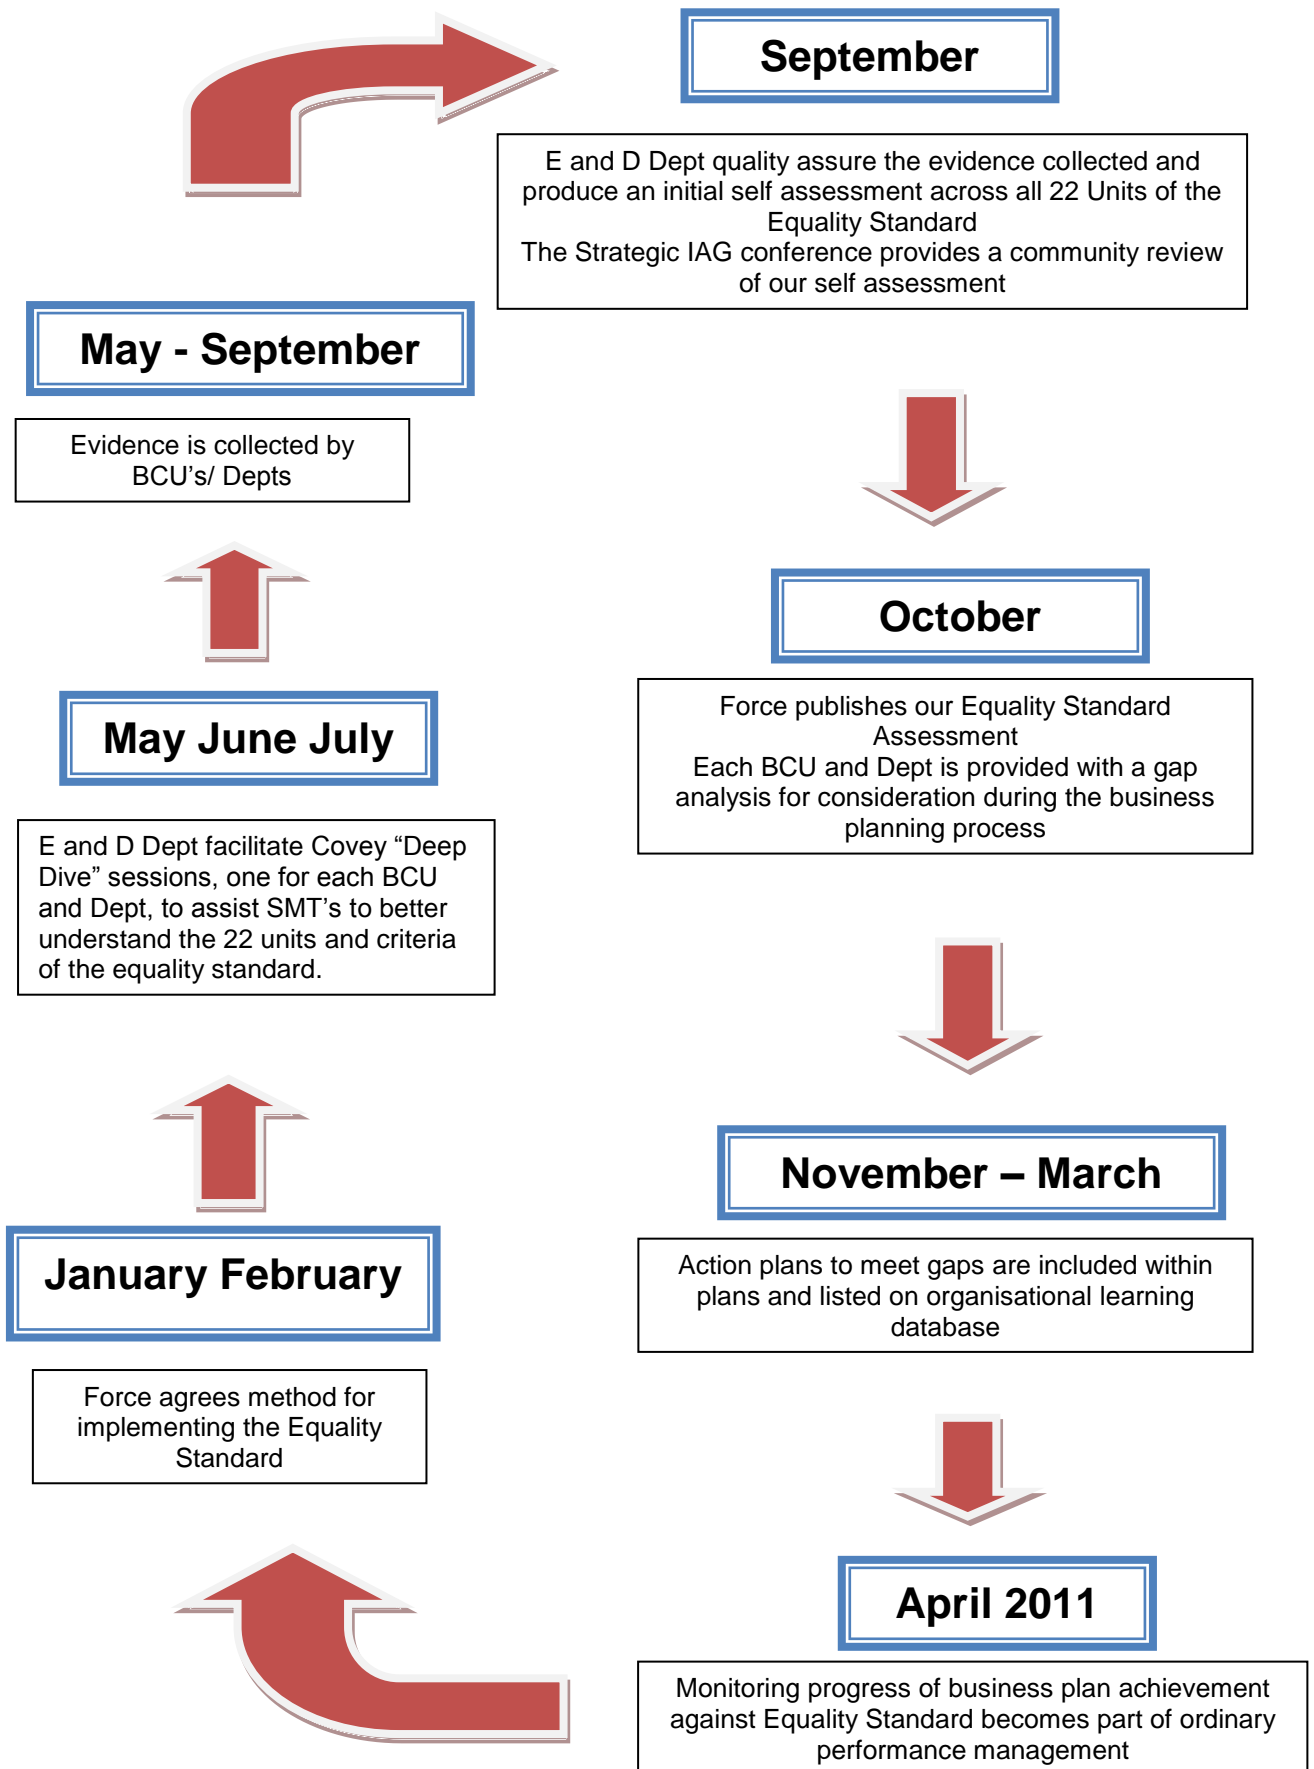 September
E and D Dept quality assure the evidence collected and
produce an initial self assessment across all 22 Units of the
Equality Standard
The Strategic IAG conference provides a community review
of our self assessment
May - September
Evidence is collected by
BCU's/ Depts
October
Force publishes our Equality Standard
Assessment
Each BCU and Dept is provided with a gap
analysis for consideration during the business
planning process
May June July
E and D Dept facilitate Covey “Deep
Dive” sessions, one for each BCU
and Dept, to assist SMT’s to better
understand the 22 units and criteria
of the equality standard.
November – March
Action plans to meet gaps are included within
plans and listed on organisational learning
database
January February
Force agrees method for
implementing the Equality
Standard
April 2011
Monitoring progress of business plan achievement
against Equality Standard becomes part of ordinary
performance management